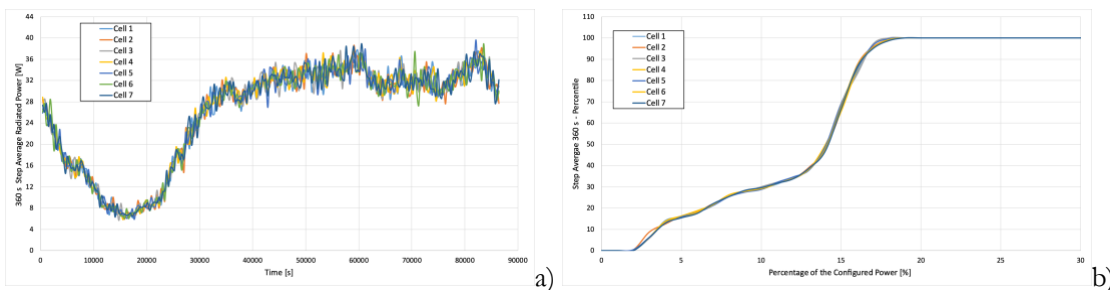 44
40
36
32
28
24
20
16
12
8
4
0
360 s Step Average Radiated Power [W]
Cell 1
Cell 2
Cell 3
Cell 4
Cell 5
Cell 6
Cell 7
0 10000 20000 30000 40000 50000 60000 70000 80000 90000
Time [s]
a)
110
100
90
80
70
60
50
40
30
20
10
0
Step Avergae 360 s - Percentile
Cell 1
Cell 2
Cell 3
Cell 4
Cell 5
Cell 6
Cell 7
0 5 10 15 20 25 30
Percentage of the Configured Power [%]
b)